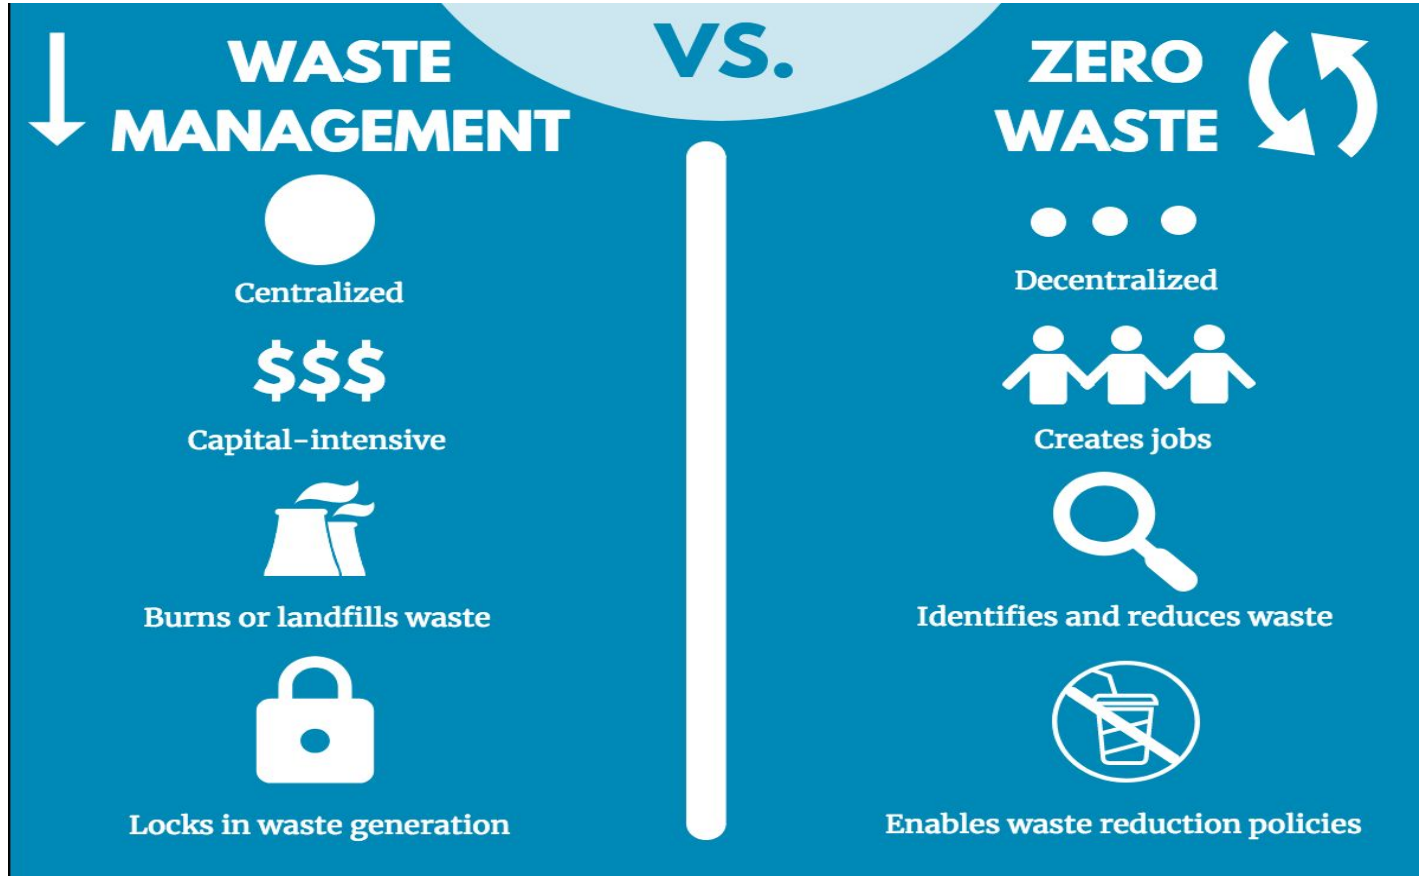 WASTE
MANAGEMENT
VS.
ZERO
WASTE
Centralized
$$$
Capital-intensive
Burns or landfills waste
Locks in waste generation
Decentralized
Creates jobs
Identifies and reduces waste
Enables waste reduction policies